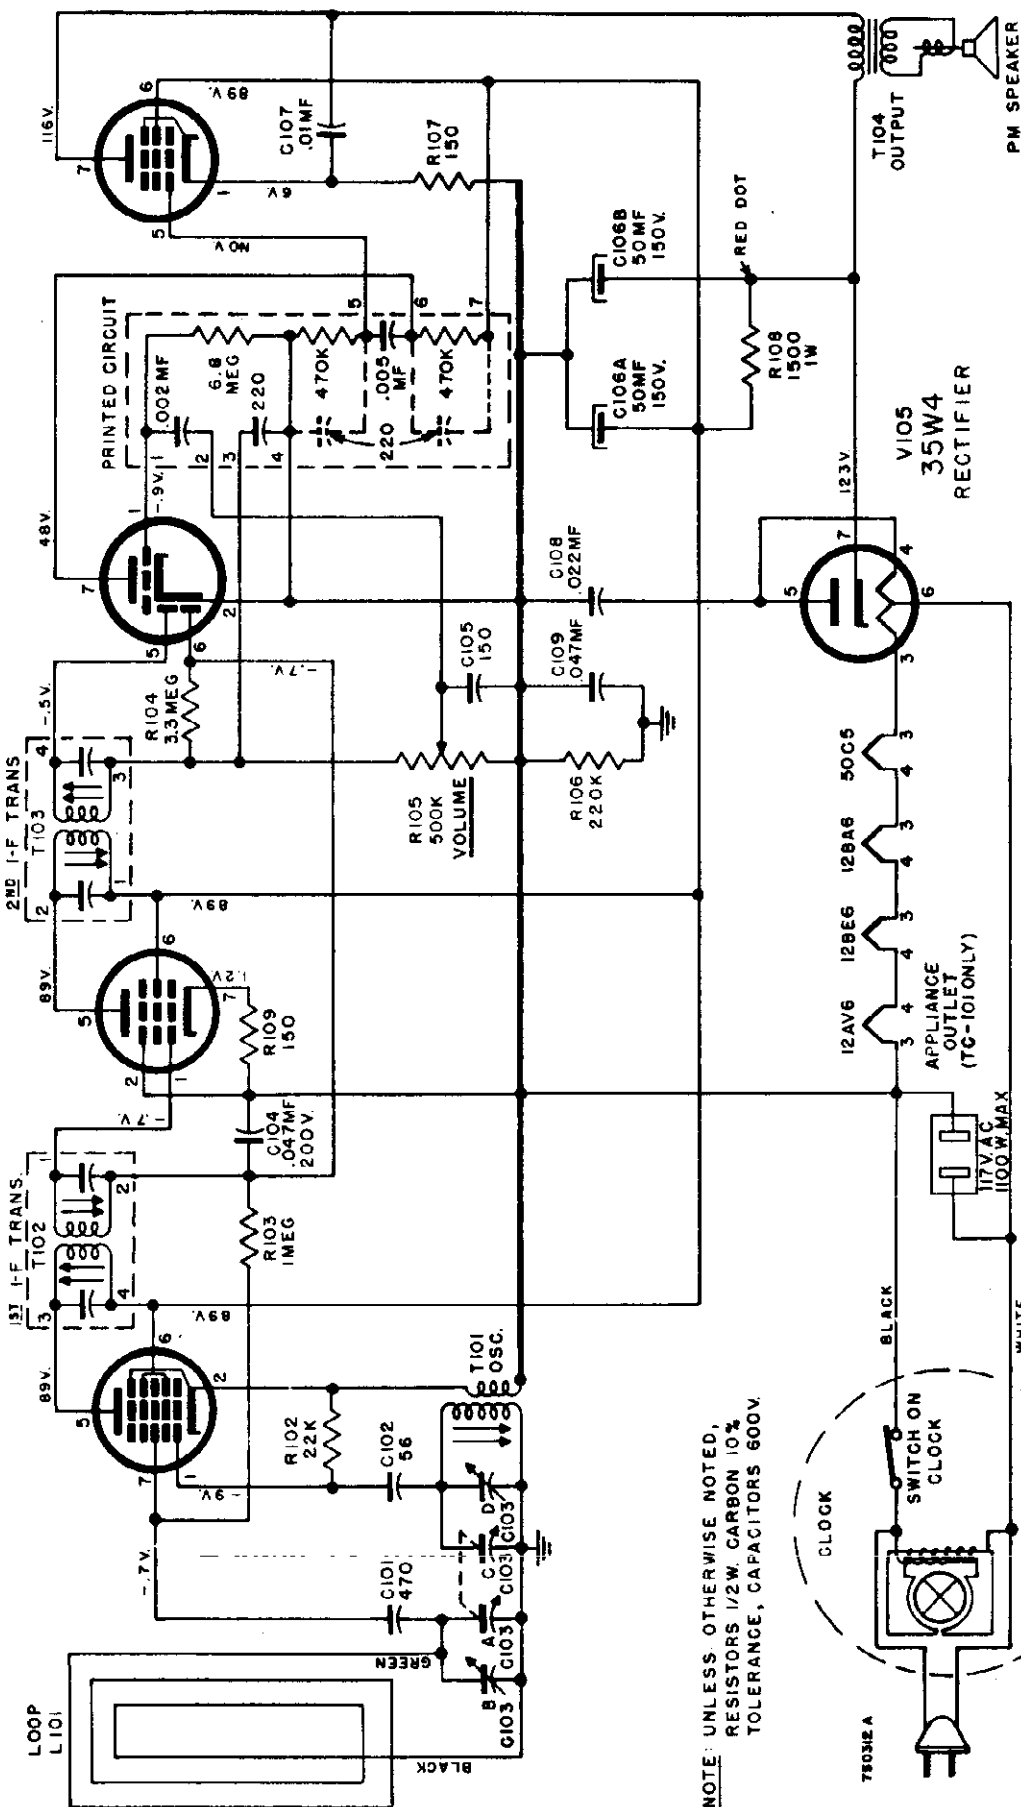 LOOP
L101
GREEN
BLACK
-.7V.
C101
470
B
C103
A
C103
C
C103
D
C103
89V.
5
7
1
6
2
-9V.
R102
22K
C102
56
T101
OSC.
1ST I-F TRANS.
T102
3
4
1
2
89V.
R103
1MEG
C104
.047MF
200V.
-.7V.
89V.
5
2
1
6
7
1.2V.
R109
150
2ND I-F TRANS
T103
2
1
4
3
89V.
-.5V.
R104
3.3MEG
-.7V.
R105
500K
VOLUME
C105
150
R106
220K
C109
.047MF
C108
.022MF
48V.
7
5
6
2
1
-.9V.
PRINTED CIRCUIT
1
.002MF
2
3
4
6.8
MEG
220
470K
220
5
.005
MF
6
470K
7
NO V.
116V.
7
5
6
1
6V.
89V.
C107
.01MF
R107
150
C106A
50MF
150V.
C106B
50MF
150V.
RED DOT
R108
1500
1W
T104
OUTPUT
PM SPEAKER
123V.
V105
35W4
RECTIFIER
5
7
4
6
3
50C5
4
3
12BA6
4
3
12BE6
4
3
12AV6
3
4
APPLIANCE
OUTLET
(TC-101 ONLY)
117V. AC
1100W. MAX
BLACK
WHITE
SWITCH ON
CLOCK
CLOCK
NOTE: UNLESS OTHERWISE NOTED,
RESISTORS 1/2W. CARBON 10%
TOLERANCE, CAPACITORS 600V.
750312 A